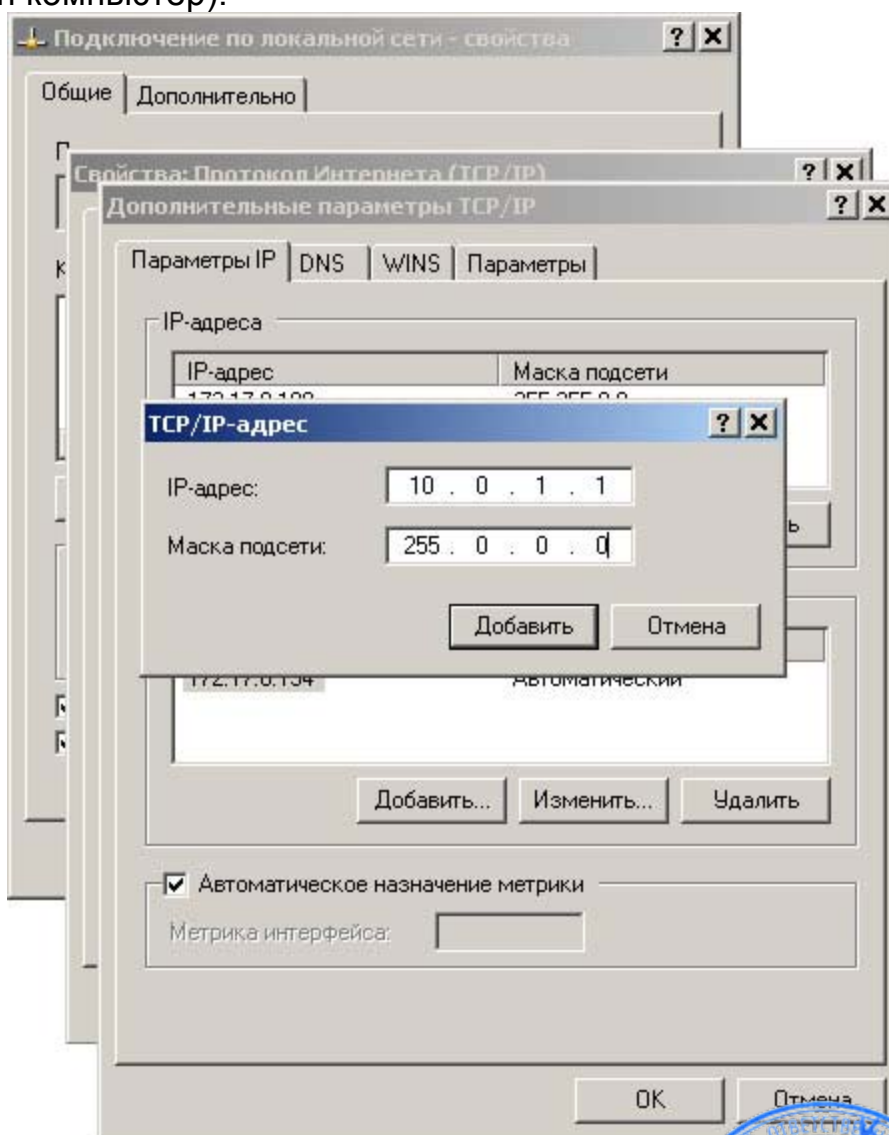 компьютер).
Подключение по локальной сети - свойства
Общие
Дополнительно
Свойства: Протокол Интернета (TCP/IP)
Дополнительные параметры TCP/IP
Параметры IP
DNS
WINS
Параметры
IP-адреса
IP-адрес
Маска подсети
TCP/IP-адрес
IP-адрес:
10 . 0 . 1 . 1
Маска подсети:
255 . 0 . 0 . 0
Добавить
Отмена
Добавить...
Изменить...
Удалить
Автоматическое назначение метрики
Метрика интерфейса:
OK
Отмена